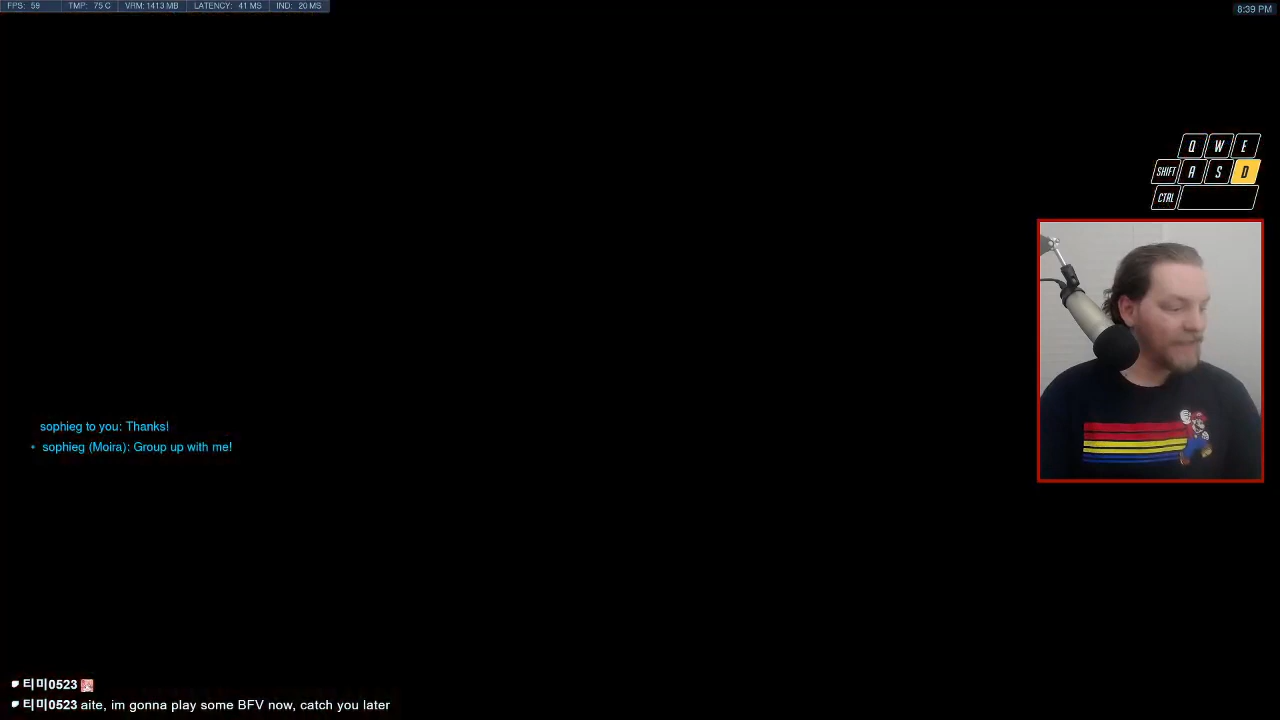 FPS: 59 TMP: 75 C VRM: 1413 MB LATENCY: 41 MS IND: 20 MS
8:39 PM
Q W E
SHIFT A S D
CTRL
sophieg to you: Thanks!
sophieg (Moira): Group up with me!
티미0523
티미0523 aite, im gonna play some BFV now, catch you later